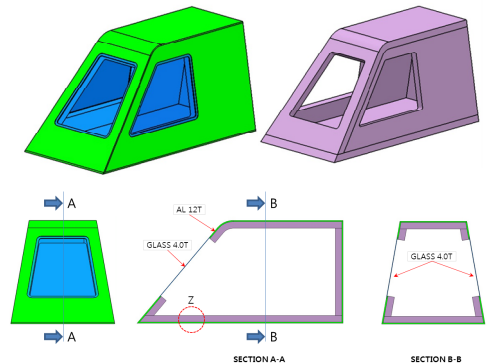 A
A
AL 12T
GLASS 4.0T
Z
B
B
GLASS 4.0T
SECTION A-A
SECTION B-B